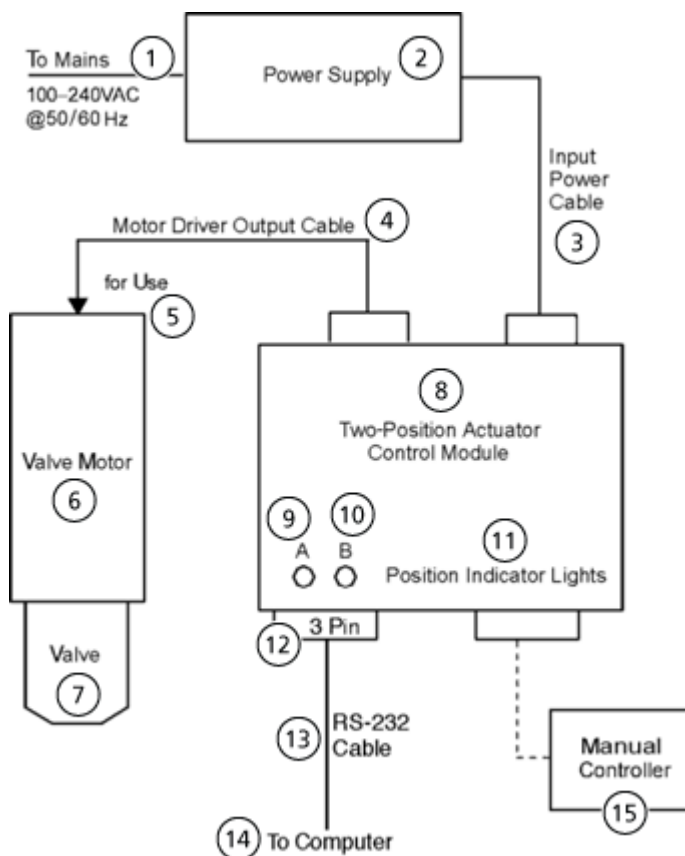 To Mains
1
100–240VAC
@50/60 Hz
Power Supply
2
Input
Power
Cable
3
Motor Driver Output Cable
4
for Use
5
Valve Motor
6
Valve
7
8
Two-Position Actuator
Control Module
9
10
A
B
11
Position Indicator Lights
12
3 Pin
13
RS-232
Cable
14
To Computer
Manual
Controller
15